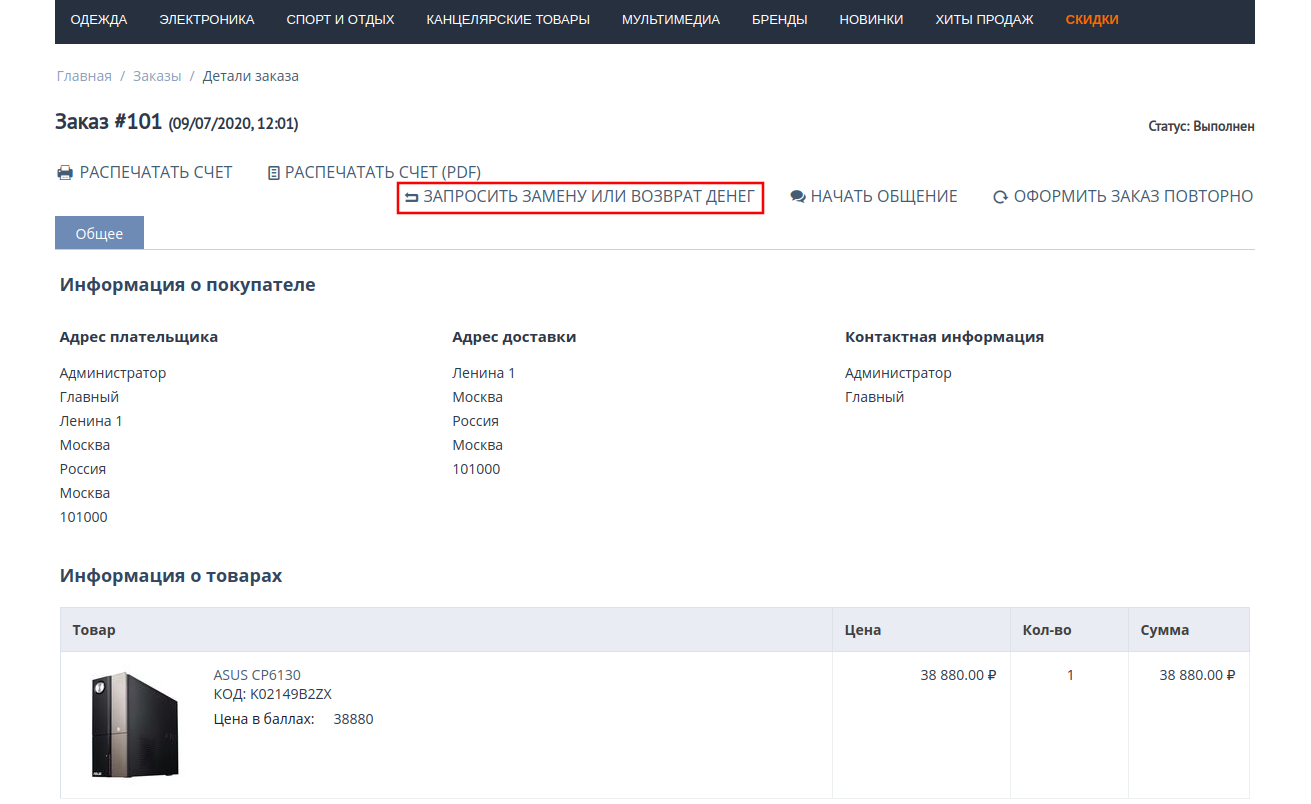 ОДЕЖДА ЭЛЕКТРОНИКА СПОРТ И ОТДЫХ КАНЦЕЛЯРСКИЕ ТОВАРЫ МУЛЬТИМЕДИА БРЕНДЫ НОВИНКИ ХИТЫ ПРОДАЖ СКИДКИ
Главная / Заказы / Детали заказа
Заказ #101 (09/07/2020, 12:01)
Статус: Выполнен
РАСПЕЧАТАТЬ СЧЕТ РАСПЕЧАТАТЬ СЧЕТ (PDF)
ЗАПРОСИТЬ ЗАМЕНУ ИЛИ ВОЗВРАТ ДЕНЕГ НАЧАТЬ ОБЩЕНИЕ ОФОРМИТЬ ЗАКАЗ ПОВТОРНО
Общее
Информация о покупателе
Адрес плательщика
Администратор
Главный
Ленина 1
Москва
Россия
Москва
101000
Адрес доставки
Ленина 1
Москва
Россия
Москва
101000
Контактная информация
Администратор
Главный
Информация о товарах
Товар Цена Кол-во Сумма
ASUS CP6130 38 880.00 ₽ 1 38 880.00 ₽
КОД: K02149B2ZX
Цена в баллах: 38880